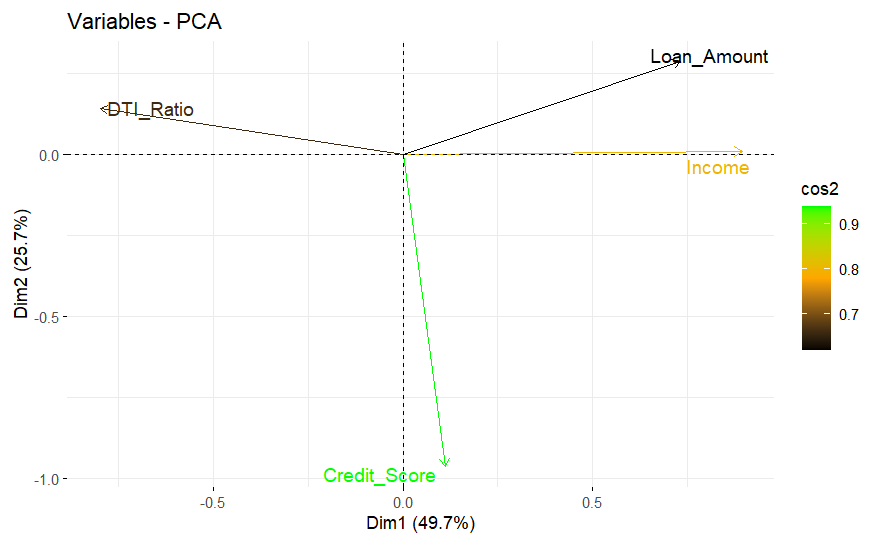 Variables - PCA
Loan_Amount
DTI_Ratio
0.0
Income
cos2
0.9
0.8
0.7
Dim2 (25.7%)
-0.5
Credit_Score
-1.0
-0.5
0.0
0.5
Dim1 (49.7%)